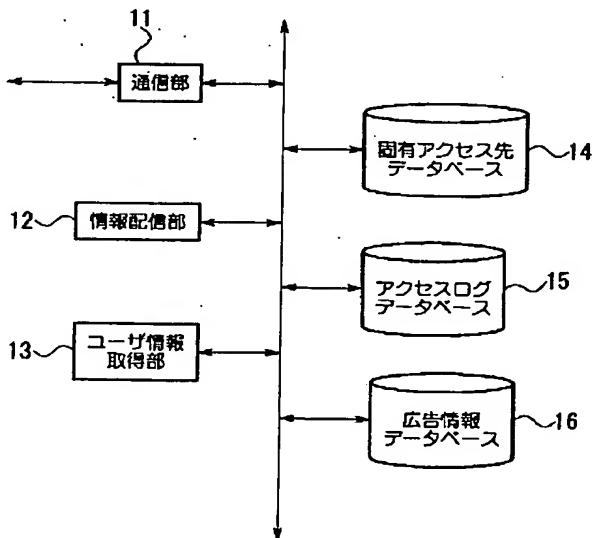 11
通信部
固有アクセス先
データベース
14
12
情報配信部
アクセスログ
データベース
15
13
ユーザ情報
取得部
広告情報
データベース
16